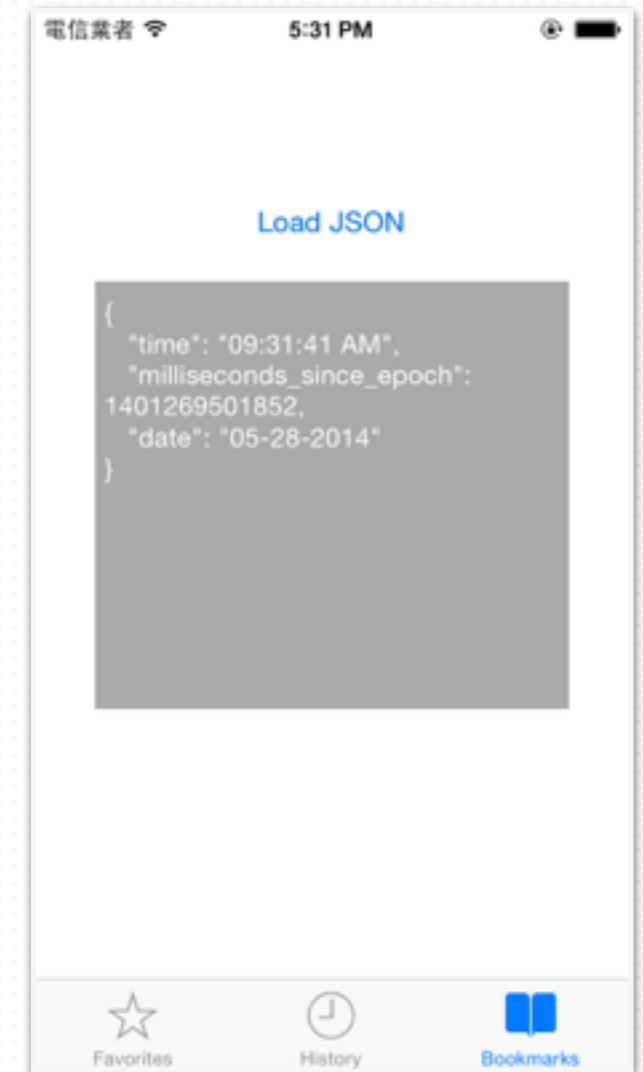 電信業者 5:31 PM
Load JSON
{
"time": "09:31:41 AM",
"milliseconds_since_epoch":
1401269501852,
"date": "05-28-2014"
}
Favorites History Bookmarks